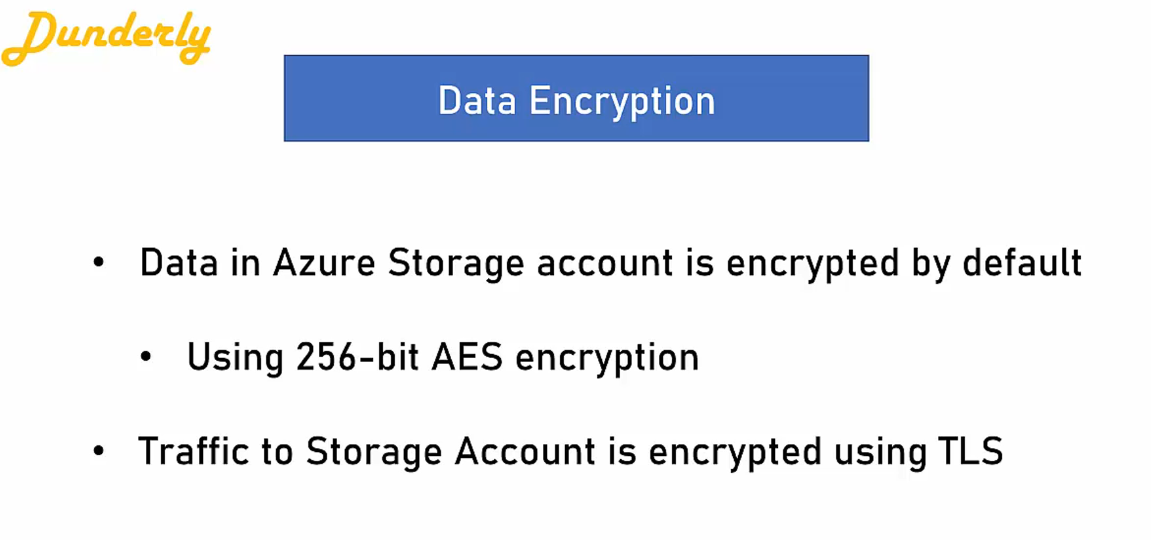 Dunderly
Data Encryption
• Data in Azure Storage account is encrypted by default
• Using 256-bit AES encryption
• Traffic to Storage Account is encrypted using TLS